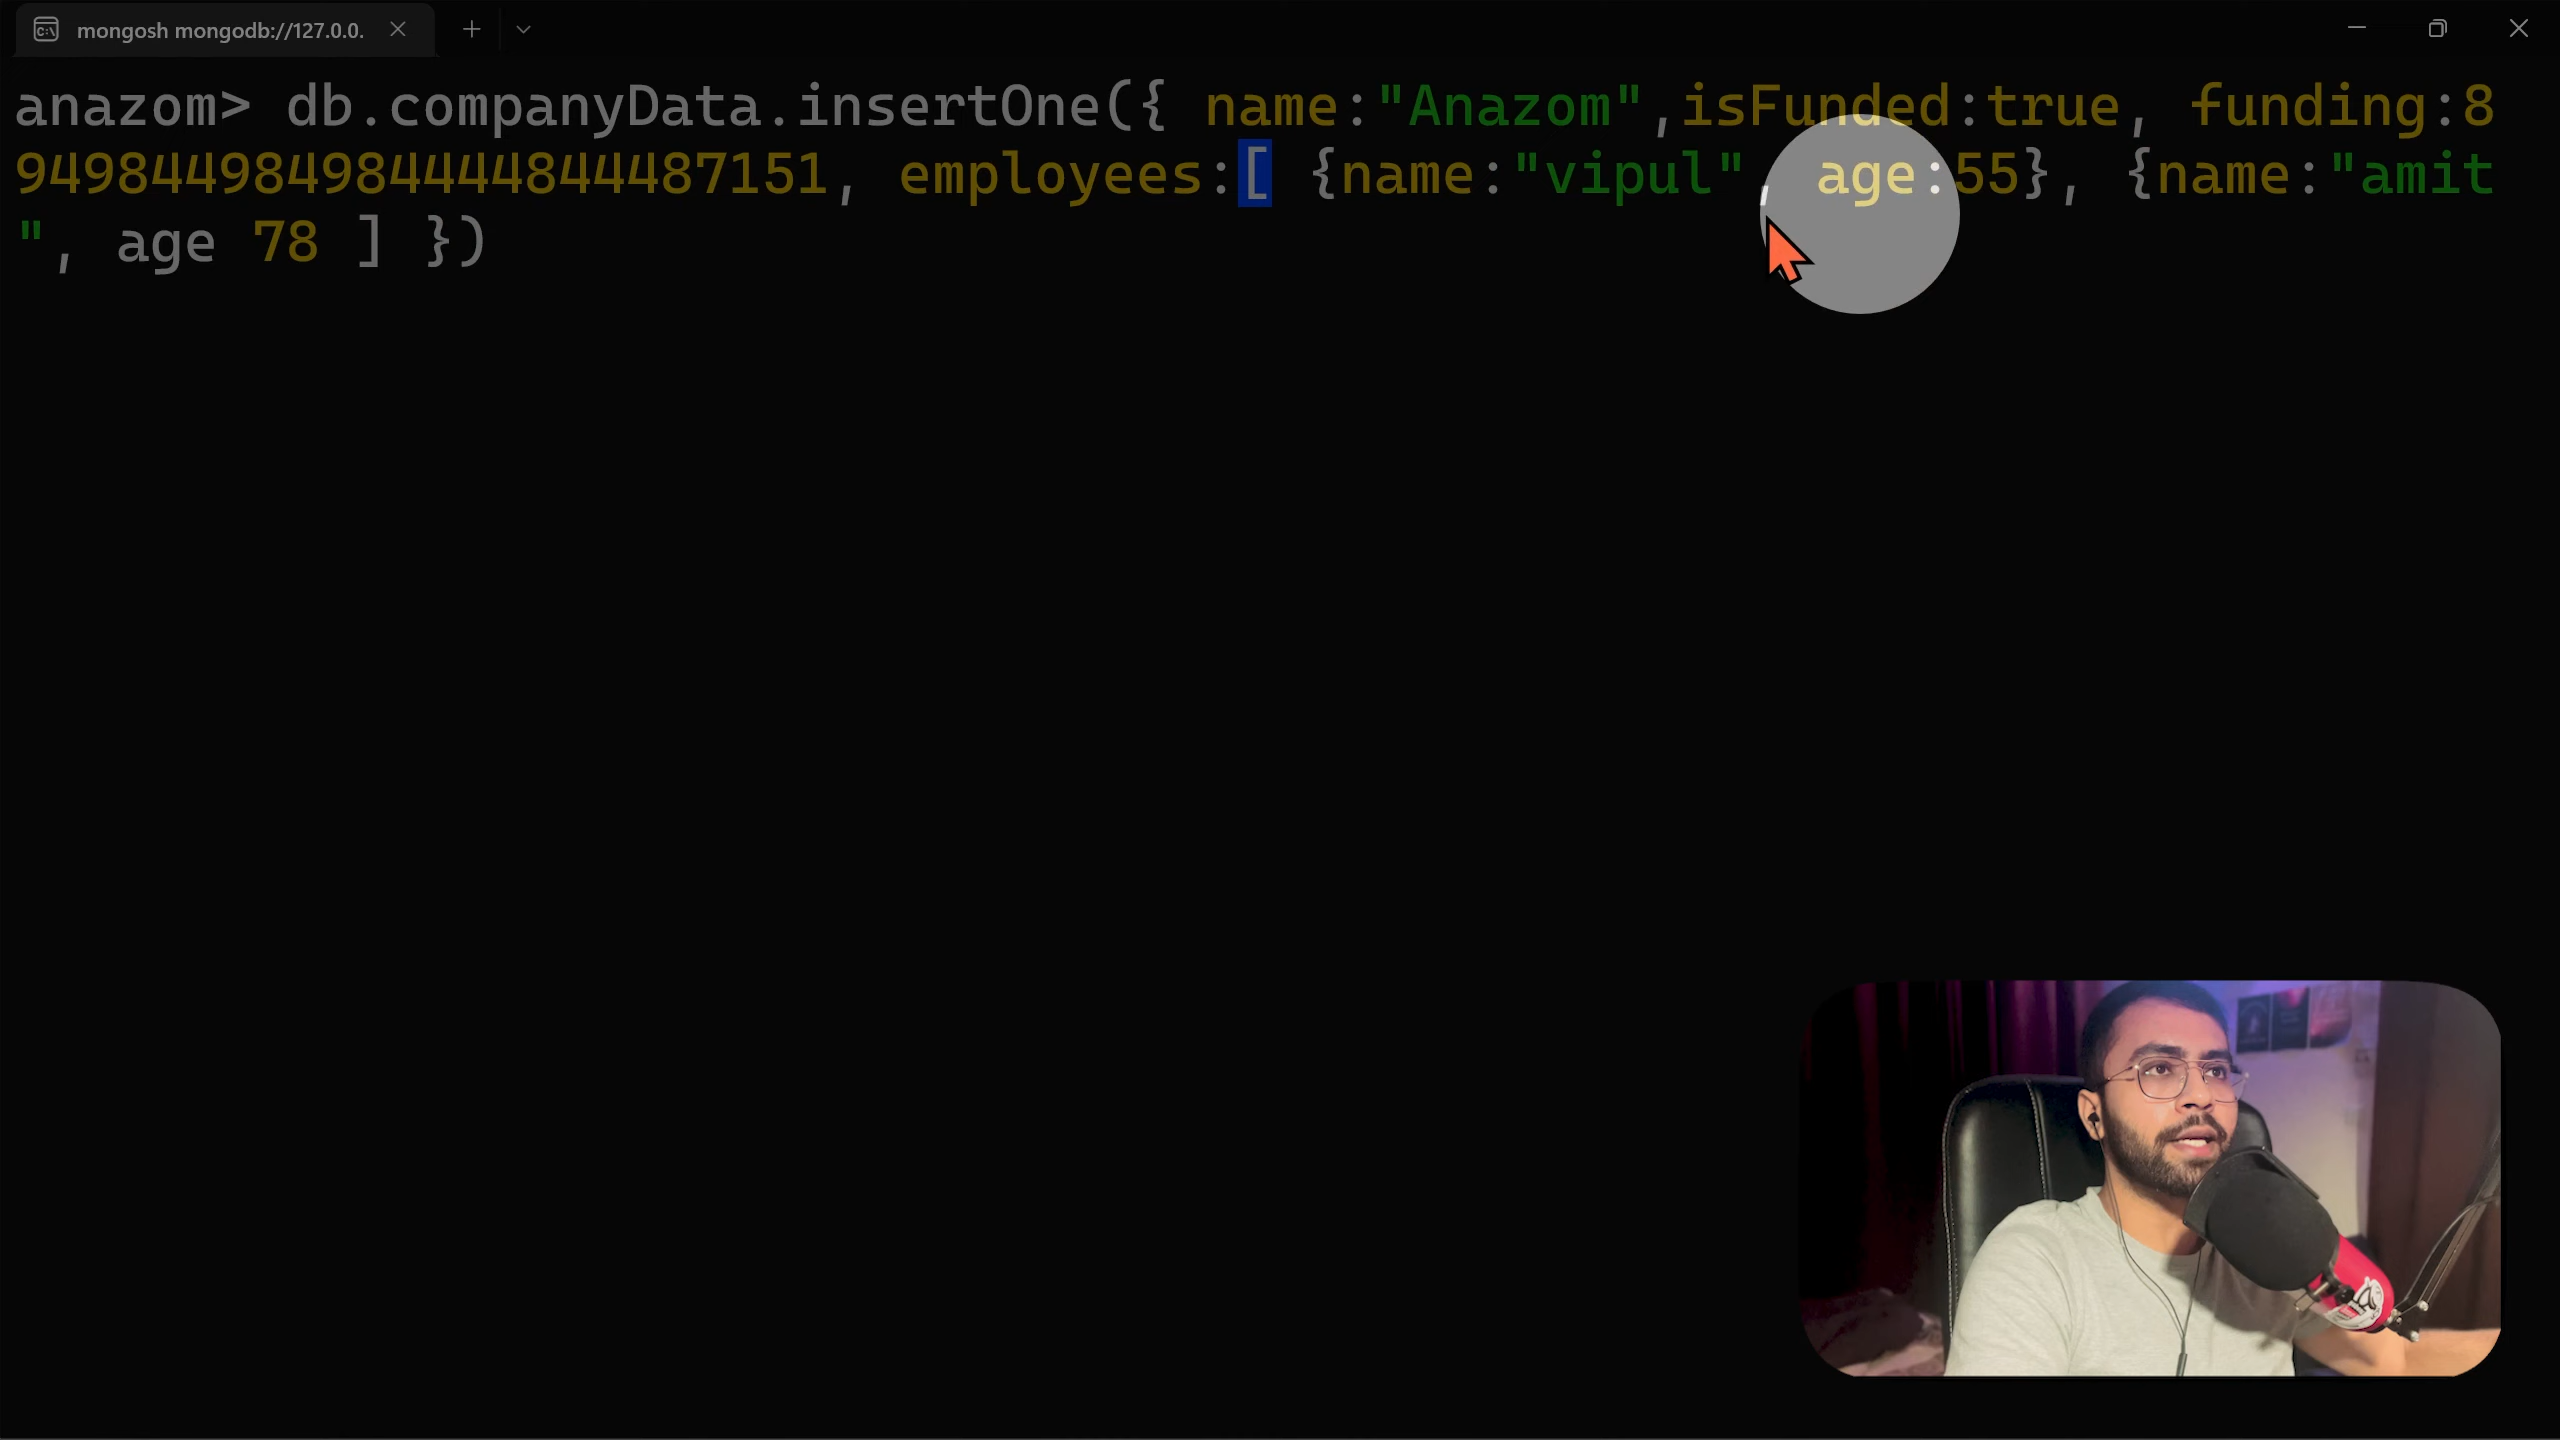 mongosh mongodb://127.0.0.
anazom> db.companyData.insertOne({ name:"Anazom",isFunded:true, funding:8
949844984984444844487151, employees:[ {name:"vipul", age:55}, {name:"amit
", age 78 ] })